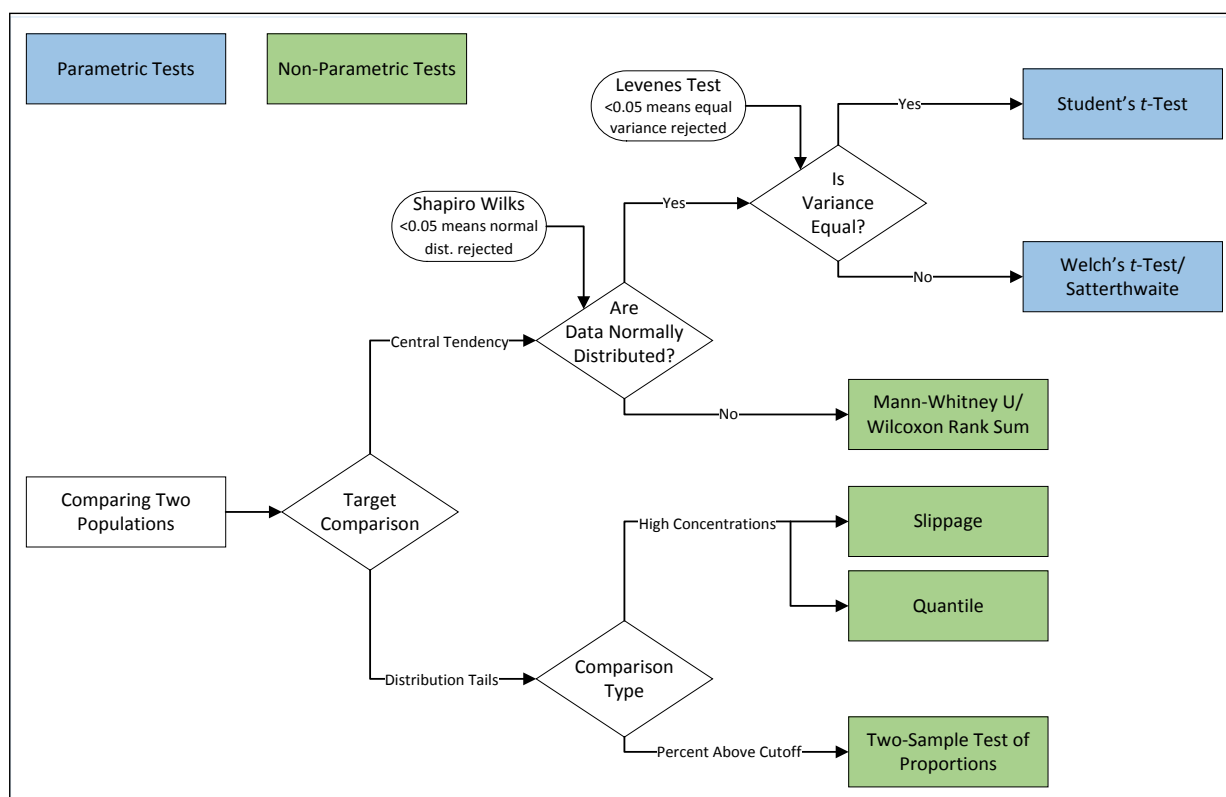 Parametric Tests
Non-Parametric Tests
Levenes Test
<0.05 means equal
variance rejected
Yes
Student’s t-Test
Is
Variance
Equal?
Shapiro Wilks
<0.05 means normal
dist. rejected
Yes
No
Welch’s t-Test/
Satterthwaite
Are
Data Normally
Distributed?
Central Tendency
No
Mann-Whitney U/
Wilcoxon Rank Sum
Comparing Two
Populations
Target
Comparison
High Concentrations
Slippage
Quantile
Distribution Tails
Comparison
Type
Percent Above Cutoff
Two-Sample Test of
Proportions